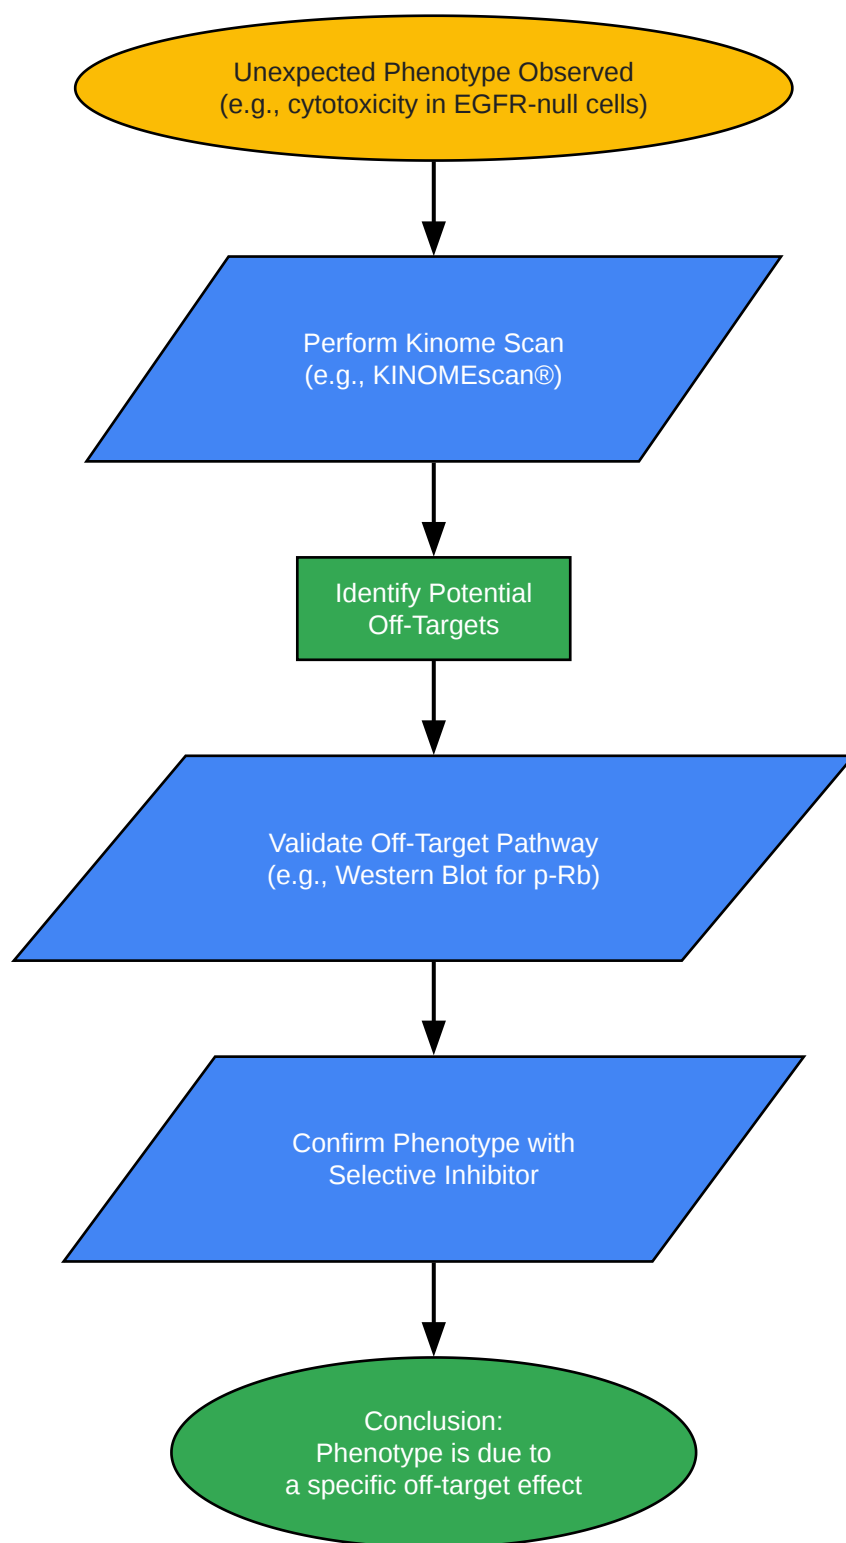 Unexpected Phenotype Observed
(e.g., cytotoxicity in EGFR-null cells)
Perform Kinome Scan
(e.g., KINOMEscan®)
Identify Potential
Off-Targets
Validate Off-Target Pathway
(e.g., Western Blot for p-Rb)
Confirm Phenotype with
Selective Inhibitor
Conclusion:
Phenotype is due to
a specific off-target effect